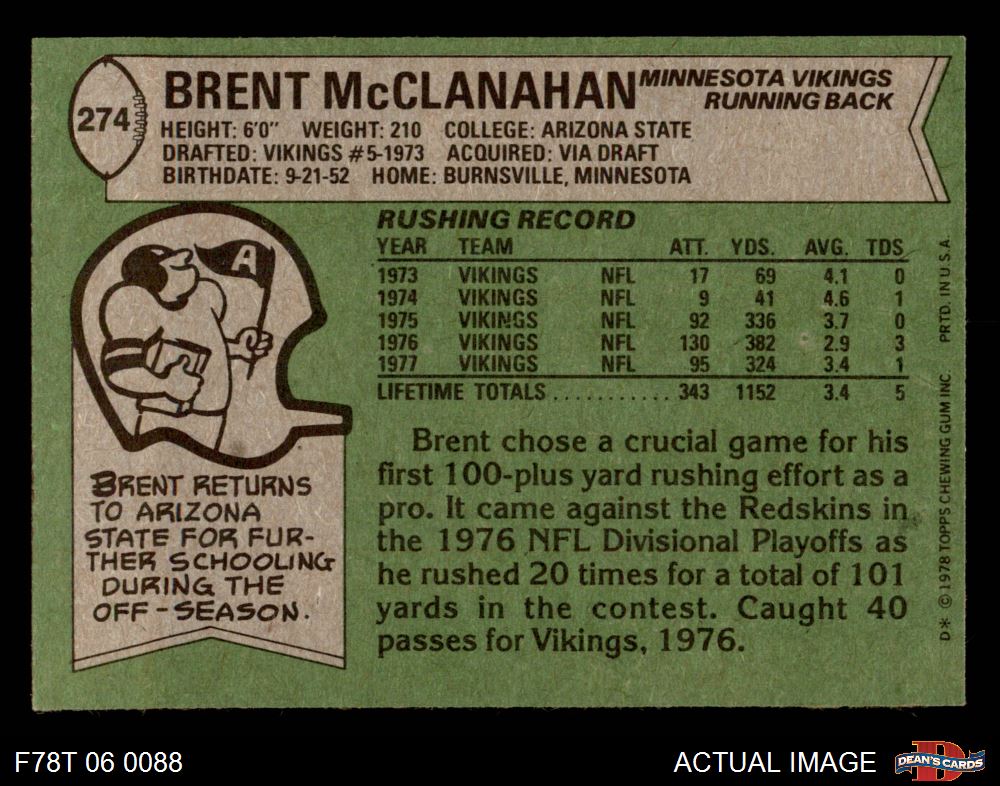 274
BRENT McCLANAHAN
MINNESOTA VIKINGS
RUNNING BACK
HEIGHT: 6'0" WEIGHT: 210 COLLEGE: ARIZONA STATE
DRAFTED: VIKINGS #5-1973 ACQUIRED: VIA DRAFT
BIRTHDATE: 9-21-52 HOME: BURNSVILLE, MINNESOTA
A
BRENT RETURNS
TO ARIZONA
STATE FOR FUR-
THER SCHOOLING
DURING THE
OFF-SEASON.
RUSHING RECORD
YEAR TEAM ATT. YDS. AVG. TDS
1973 VIKINGS NFL 17 69 4.1 0
1974 VIKINGS NFL 9 41 4.6 1
1975 VIKINGS NFL 92 336 3.7 0
1976 VIKINGS NFL 130 382 2.9 3
1977 VIKINGS NFL 95 324 3.4 1
LIFETIME TOTALS ........... 343 1152 3.4 5
Brent chose a crucial game for his
first 100-plus yard rushing effort as a
pro. It came against the Redskins in
the 1976 NFL Divisional Playoffs as
he rushed 20 times for a total of 101
yards in the contest. Caught 40
passes for Vikings, 1976.
D* © 1978 TOPPS CHEWING GUM INC. PRTD. IN U.S.A.
F78T 06 0088
ACTUAL IMAGE
D
DEAN'S CARDS